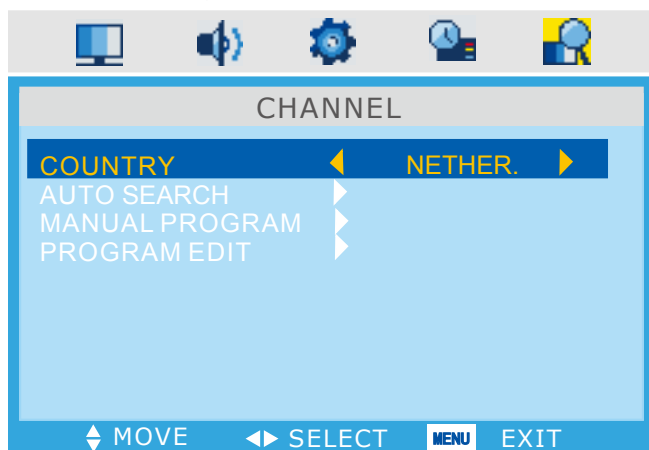 CHANNEL
COUNTRY NETHER.
AUTO SEARCH
MANUAL PROGRAM
PROGRAM EDIT
MOVE SELECT MENU EXIT